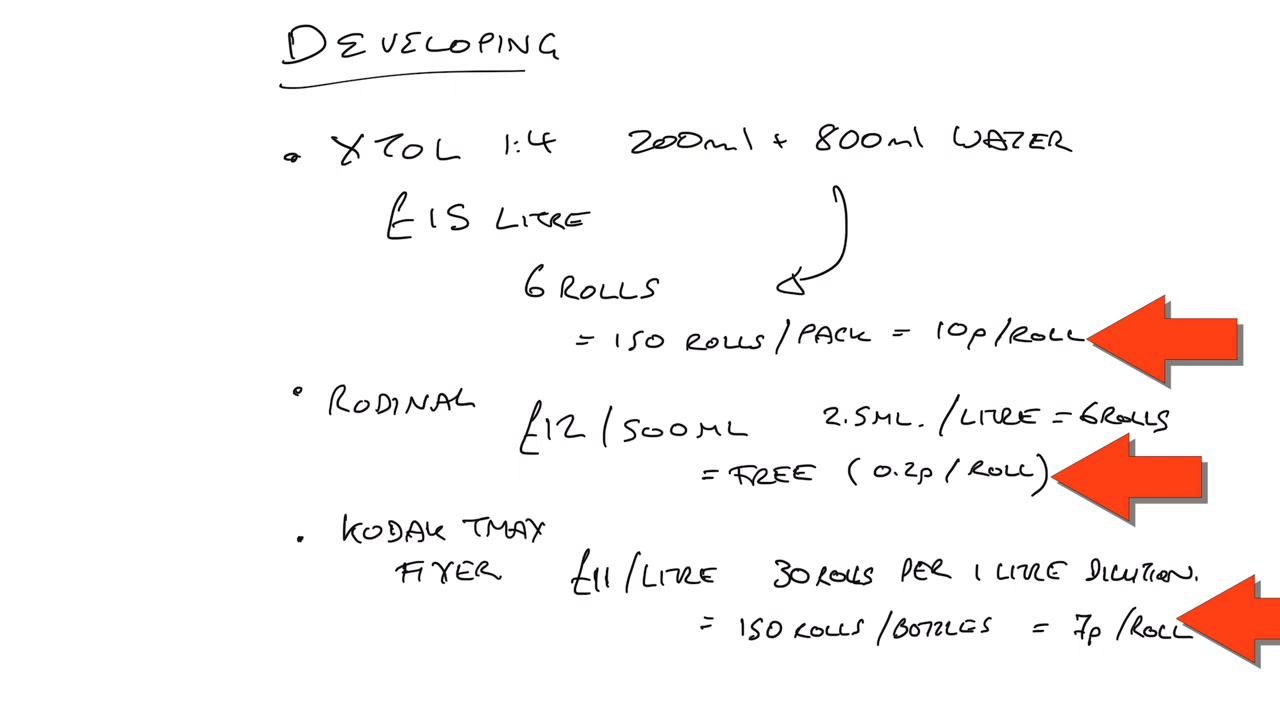 DEVELOPING
• XTOL 1:4 200ml + 800ml WATER
£15 LITRE
6 ROLLS
= 150 ROLLS/PACK = 10p/ROLL
• RODINAL £12/500ML 2.5ML./LITRE = 6ROLLS
= FREE (0.2p/ROLL)
• KODAK TMAX
FIXER £11/LITRE 30ROLLS PER 1 LITRE DILUTION.
= 150 ROLLS/BOTTLES = 7p/ROLL